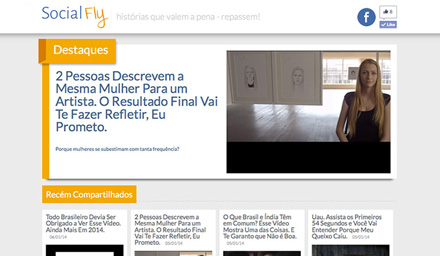 SocialFly
histórias que valem a pena - repassem!
0
Like
Destaques
2 Pessoas Descrevem a
Mesma Mulher Para um
Artista. O Resultado Final Vai
Te Fazer Refletir, Eu
Prometo.
Porque mulheres se subestimam com tanta frequência?
Recém Compartilhados
Todo Brasileiro Devia Ser
Obrigado a Ver Esse Vídeo.
Ainda Mais Em 2014.
06/01/14
2 Pessoas Descrevem a
Mesma Mulher Para um
Artista. O Resultado Final Vai
Te Fazer Refletir, Eu
Prometo.
O Que Brasil e Índia Têm
em Comum? Esse Vídeo
Mostra Uma das Coisas. E
Te Garanto que Não é Boa.
05/01/14
Uau. Assista os Primeiros
54 Segundos e Você Vai
Entender Porque Meu
Queixo Caiu.
05/01/14